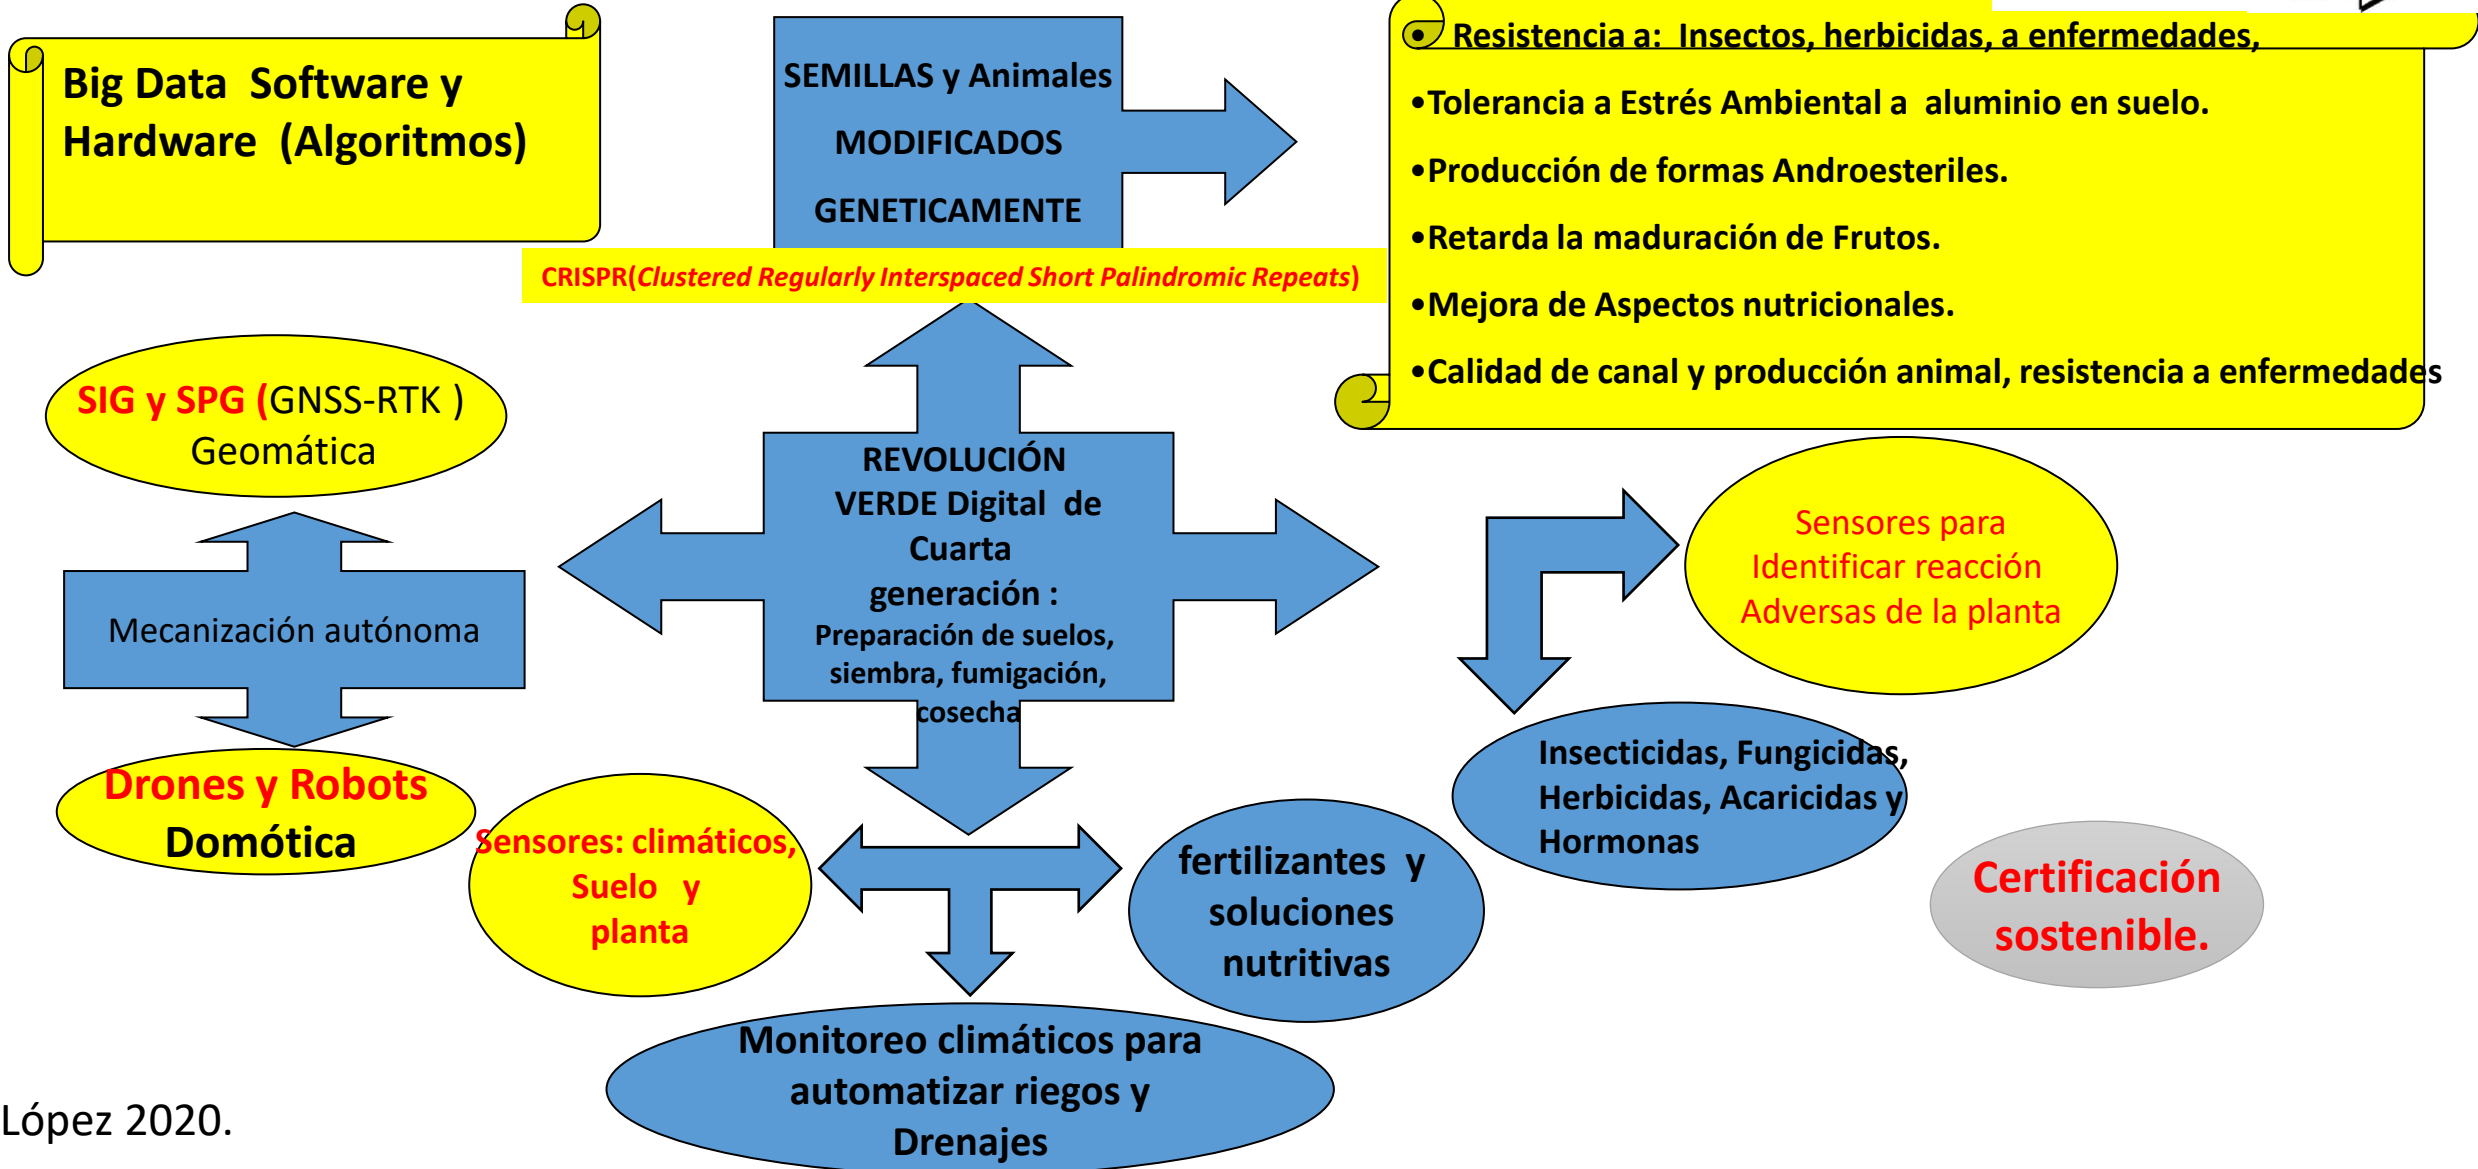 Big Data Software y
Hardware (Algoritmos)
SEMILLAS y Animales
MODIFICADOS
GENETICAMENTE
CRISPR(Clustered Regularly Interspaced Short Palindromic Repeats)
• Resistencia a: Insectos, herbicidas, a enfermedades,
•Tolerancia a Estrés Ambiental a aluminio en suelo.
•Producción de formas Androesteriles.
•Retarda la maduración de Frutos.
•Mejora de Aspectos nutricionales.
•Calidad de canal y producción animal, resistencia a enfermedades
SIG y SPG (GNSS-RTK )
Geomática
Mecanización autónoma
Drones y Robots
Domótica
REVOLUCIÓN
VERDE Digital de
Cuarta
generación :
Preparación de suelos,
siembra, fumigación,
cosecha
Sensores para
Identificar reacción
Adversas de la planta
Insecticidas, Fungicidas,
Herbicidas, Acaricidas y
Hormonas
Sensores: climáticos,
Suelo y
planta
fertilizantes y
soluciones
nutritivas
Certificación
sostenible.
Monitoreo climáticos para
automatizar riegos y
Drenajes
López 2020.